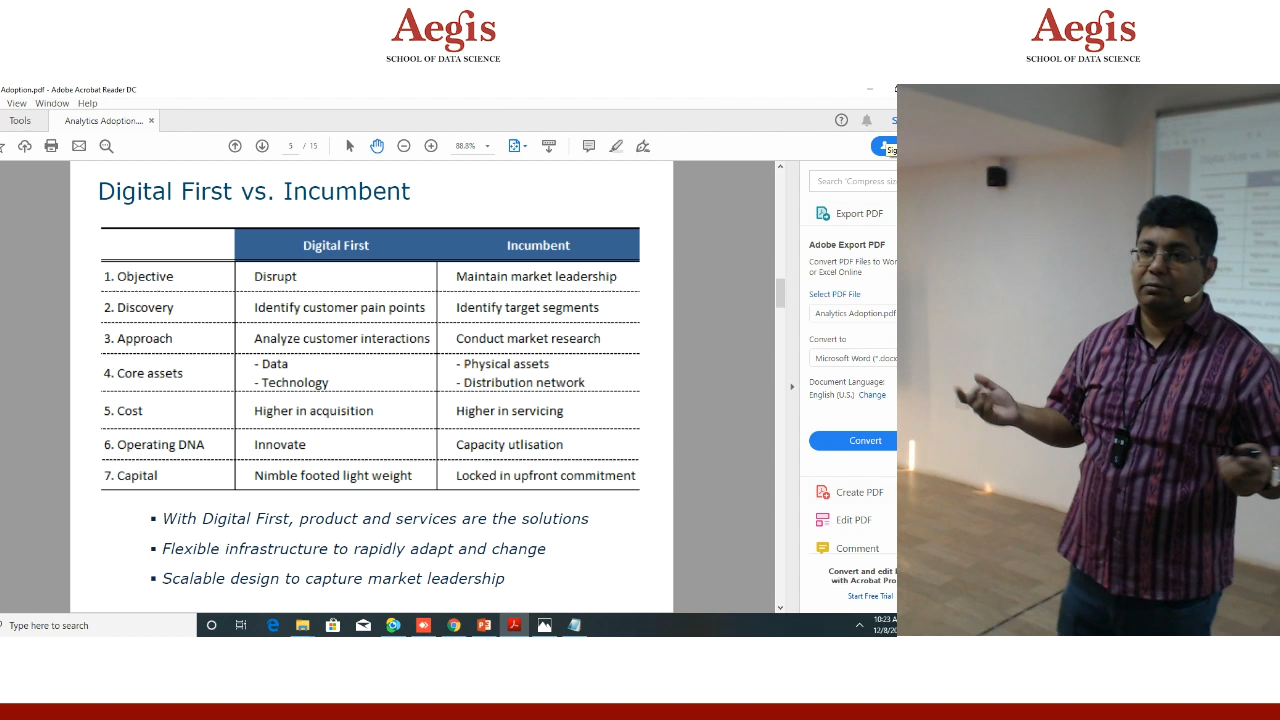 Aegis
SCHOOL OF DATA SCIENCE
Aegis
SCHOOL OF DATA SCIENCE
Adoption.pdf - Adobe Acrobat Reader DC
View Window Help
Tools
Analytics Adoption....
5 / 15
88.8%
Digital First vs. Incumbent
Digital First Incumbent
1. Objective Disrupt Maintain market leadership
2. Discovery Identify customer pain points Identify target segments
3. Approach Analyze customer interactions Conduct market research
4. Core assets - Data - Physical assets
- Technology - Distribution network
5. Cost Higher in acquisition Higher in servicing
6. Operating DNA Innovate Capacity utlisation
7. Capital Nimble footed light weight Locked in upfront commitment
▪ With Digital First, product and services are the solutions
▪ Flexible infrastructure to rapidly adapt and change
▪ Scalable design to capture market leadership
Search 'Compress
Export PDF
Adobe Export PDF
Convert PDF Files to
or Excel Online
Select PDF File
Analytics Adoption.pdf
Convert to
Microsoft Word
Document Language:
English (U.S.) Change
Convert
Create PDF
Edit PDF
Comment
Convert and edit
with Acrobat Pro
Start Free Trial
Type here to search
10:23